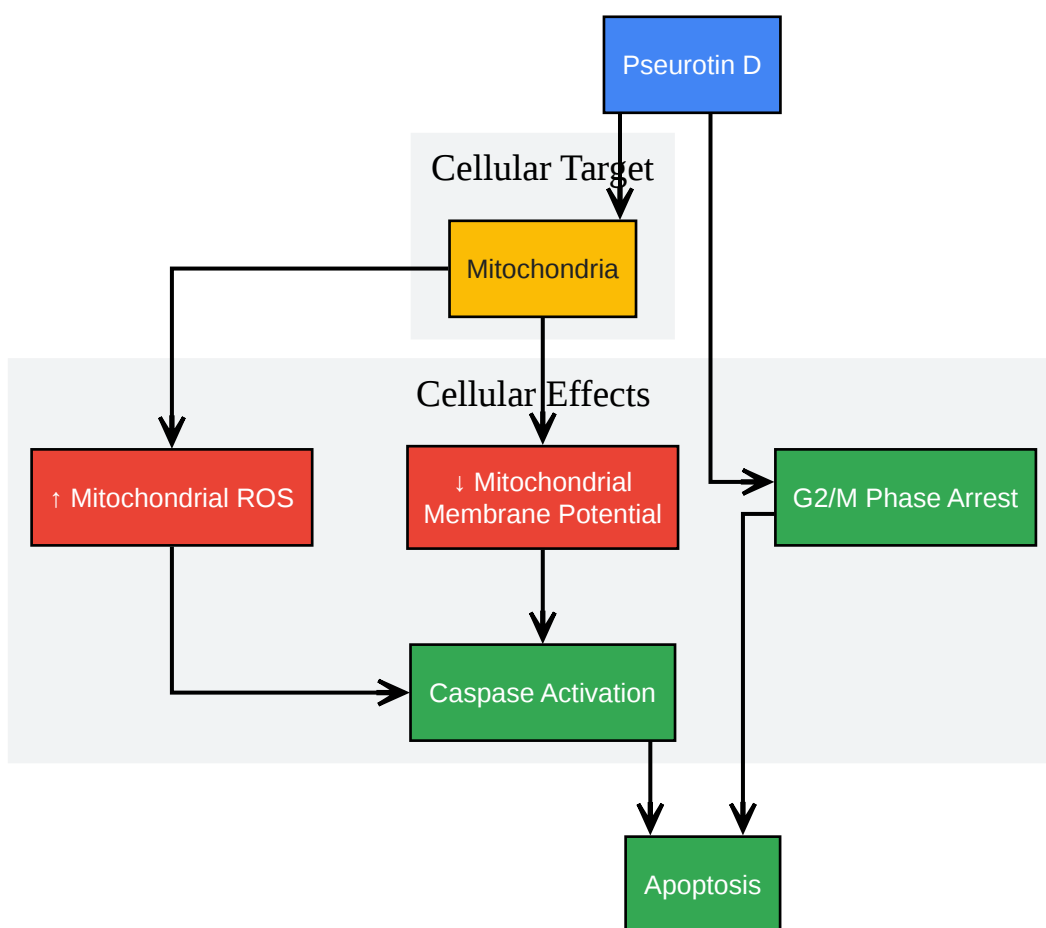 Pseurotin D
Cellular Target
Mitochondria
Cellular Effects
↑ Mitochondrial ROS
↓ Mitochondrial
Membrane Potential
G2/M Phase Arrest
Caspase Activation
Apoptosis